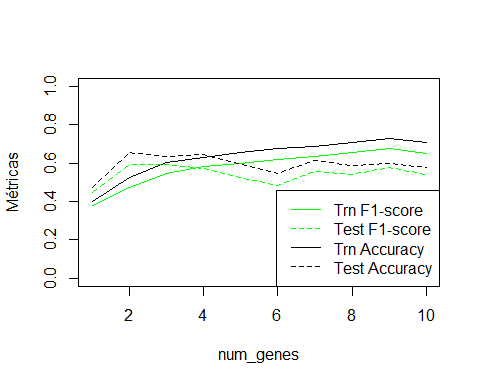 Métricas
1.0
0.8
0.6
0.4
0.2
0.0
Trn F1-score
Test F1-score
Trn Accuracy
Test Accuracy
2 4 6 8 10
num_genes